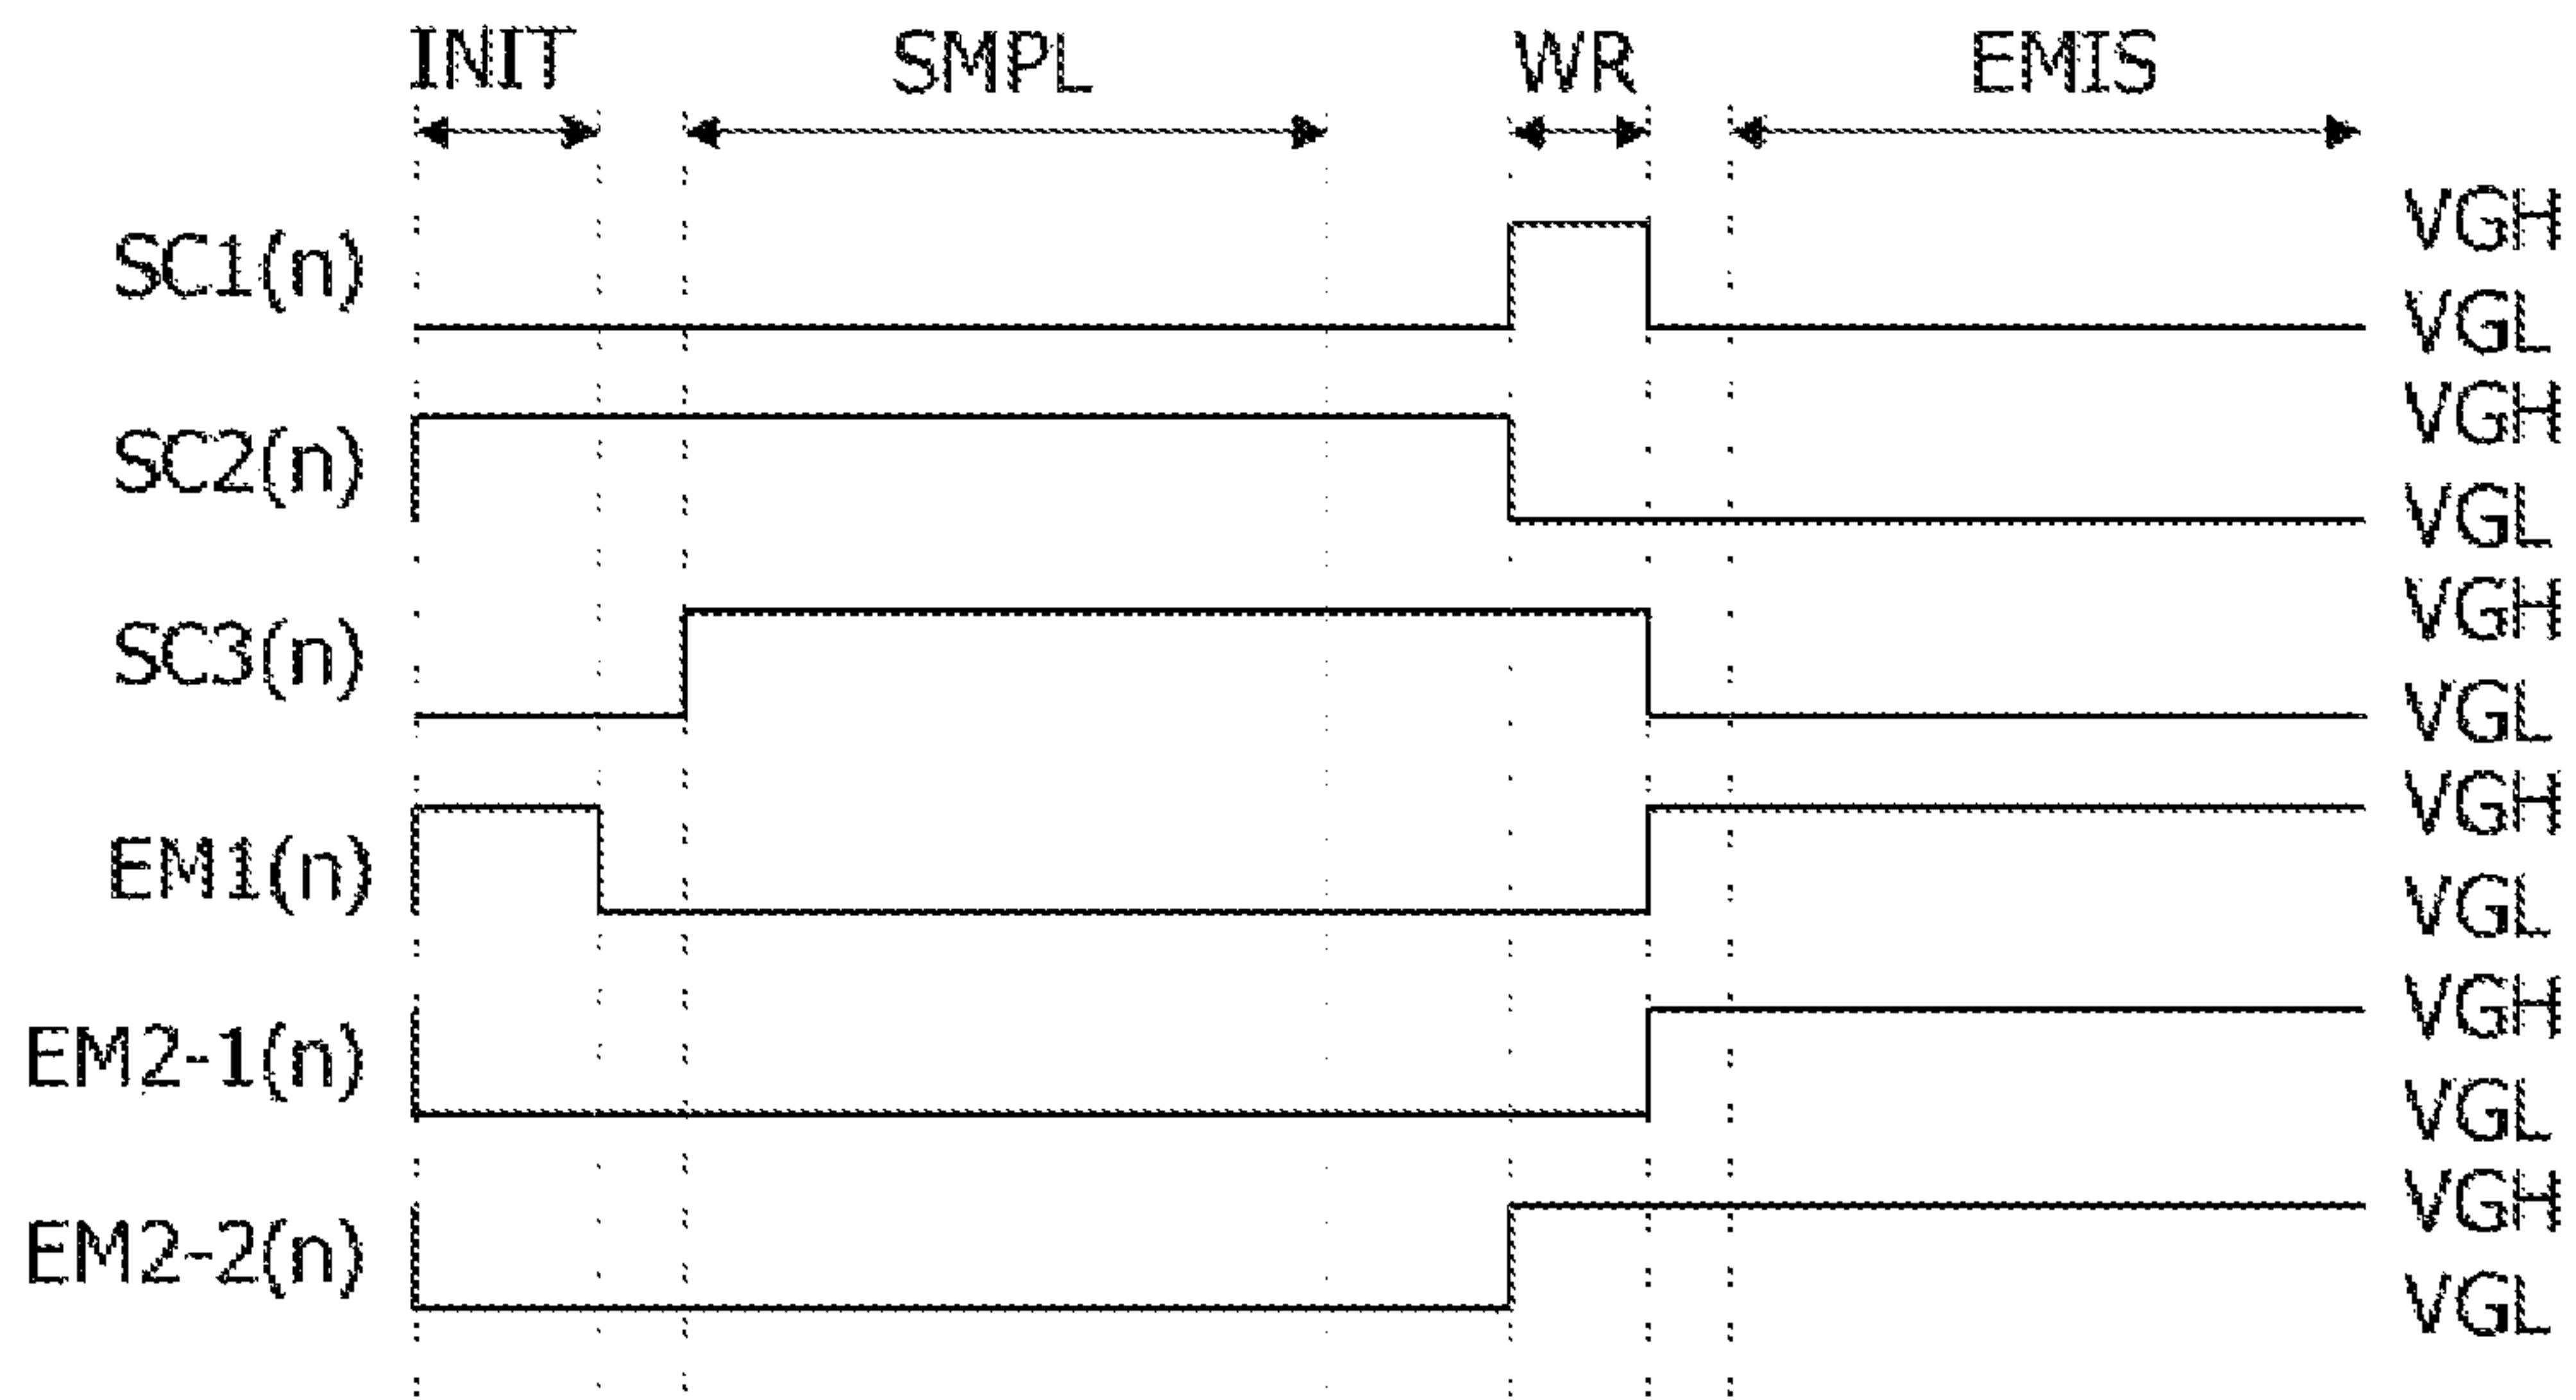 INIT SMPL WR EMIS
SC1(n) VGH
VGL
SC2(n) VGH
VGL
SC3(n) VGH
VGL
EM1(n) VGH
VGL
EM2-1(n) VGH
VGL
EM2-2(n) VGH
VGL